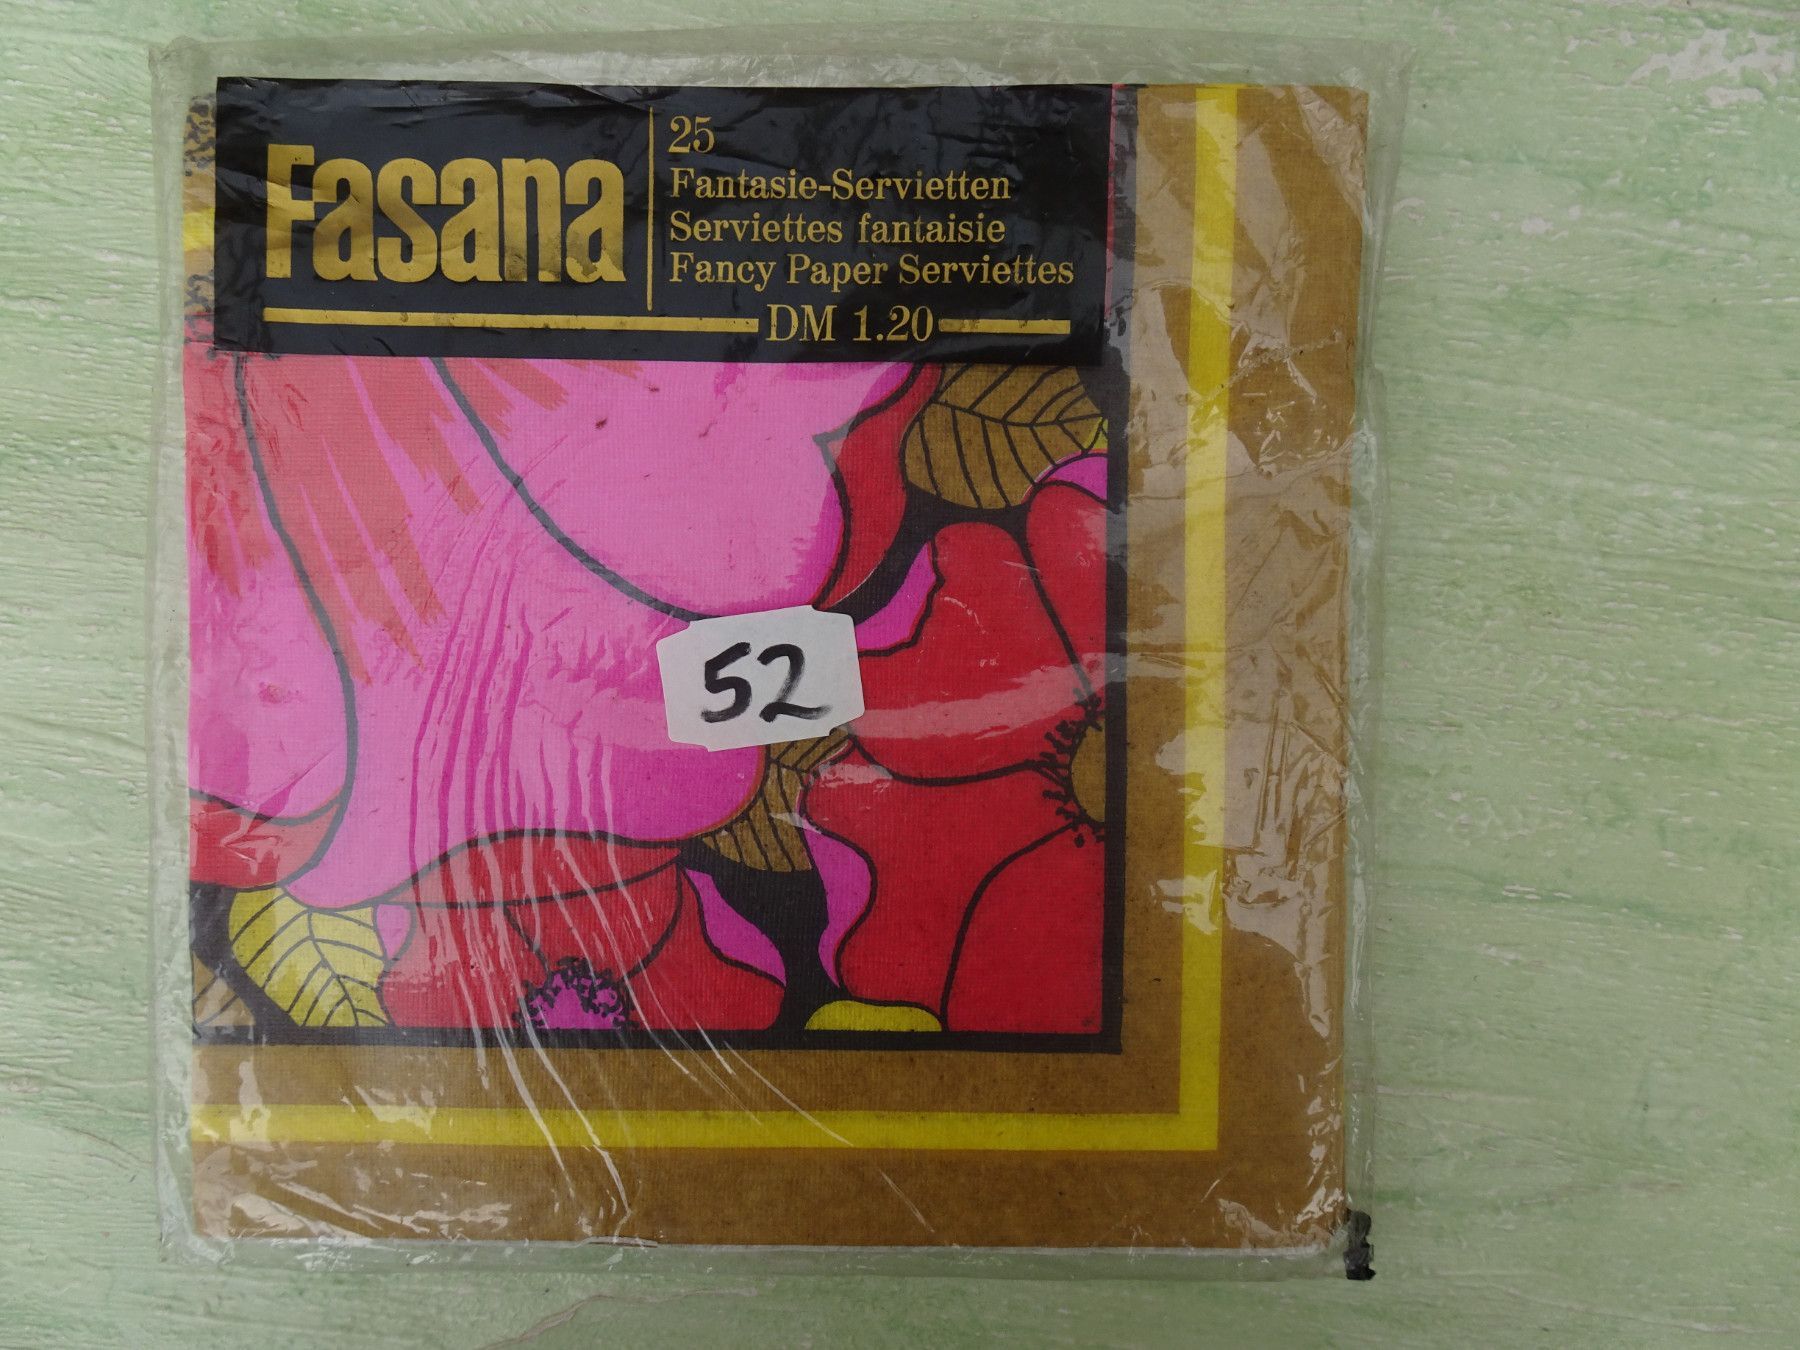 Fasana
25
Fantasie-Servietten
Serviettes fantaisie
Fancy Paper Serviettes
DM 1.20
52